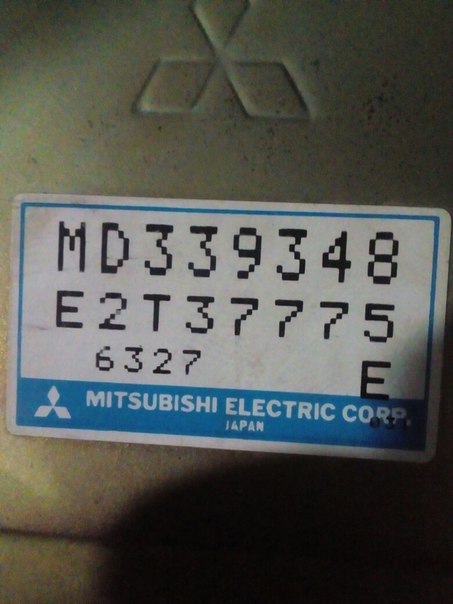 MD339348
E2T37775
6327 E
MITSUBISHI ELECTRIC CORP.
JAPAN